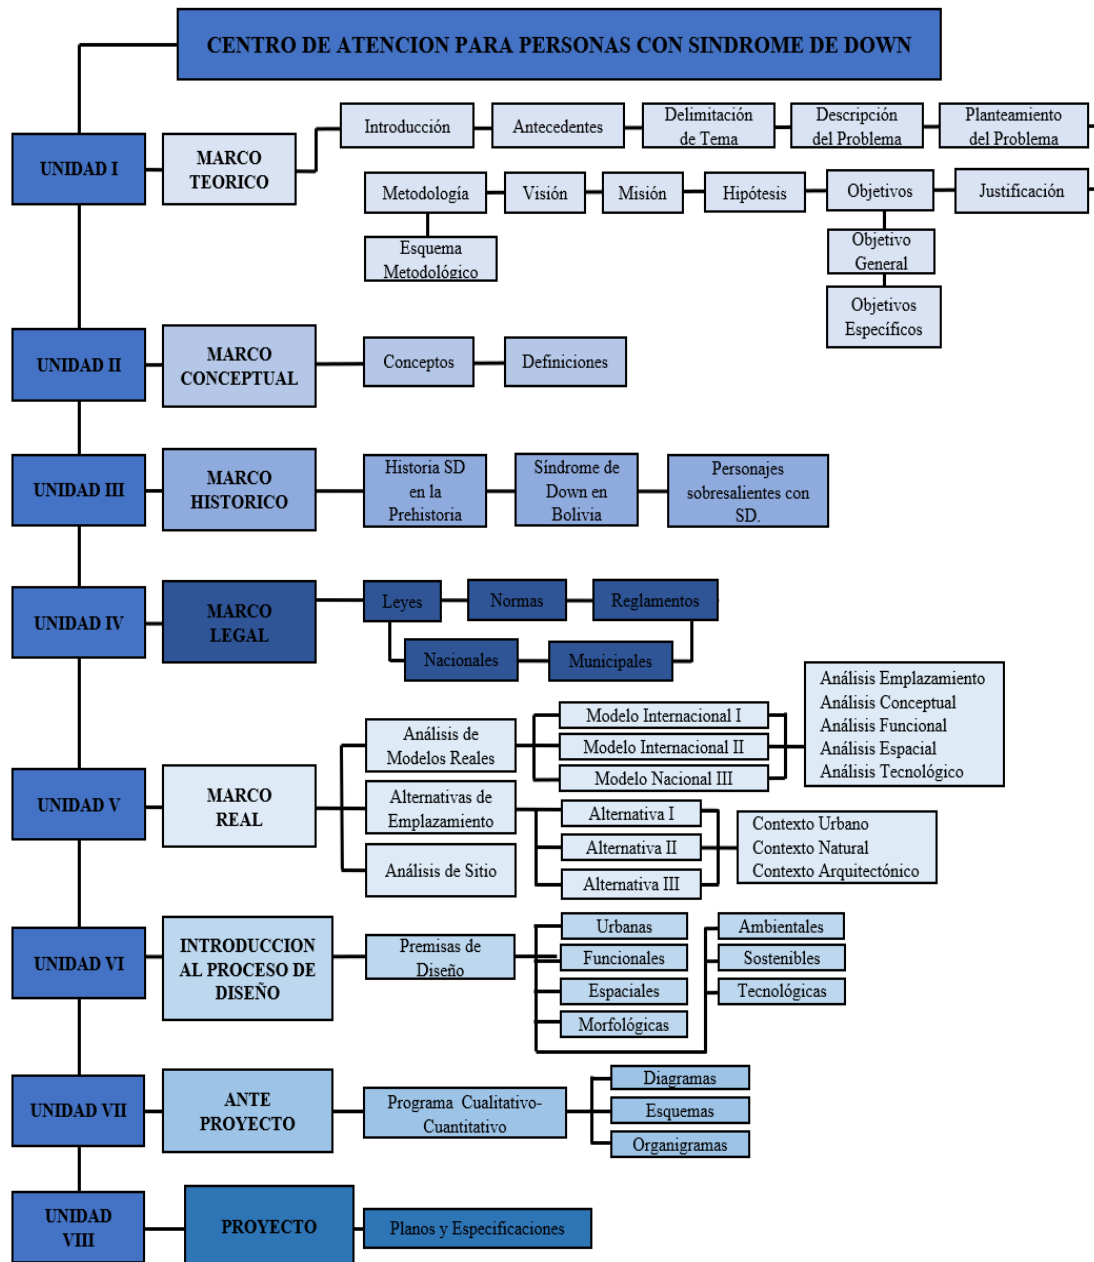 CENTRO DE ATENCION PARA PERSONAS CON SINDROME DE DOWN
UNIDAD I
MARCO
TEORICO
Introducción
Antecedentes
Delimitación
de Tema
Descripción
del Problema
Planteamiento
del Problema
Metodología
Visión
Misión
Hipótesis
Objetivos
Justificación
Esquema
Metodológico
Objetivo
General
Objetivos
Específicos
UNIDAD II
MARCO
CONCEPTUAL
Conceptos
Definiciones
UNIDAD III
MARCO
HISTORICO
Historia SD
en la
Prehistoria
Síndrome de
Down en
Bolivia
Personajes
sobresalientes con
SD.
UNIDAD IV
MARCO
LEGAL
Leyes
Normas
Reglamentos
Nacionales
Municipales
UNIDAD V
MARCO
REAL
Análisis de
Modelos Reales
Modelo Internacional I
Modelo Internacional II
Modelo Nacional III
Análisis Emplazamiento
Análisis Conceptual
Análisis Funcional
Análisis Espacial
Análisis Tecnológico
Alternativas de
Emplazamiento
Alternativa I
Alternativa II
Alternativa III
Contexto Urbano
Contexto Natural
Contexto Arquitectónico
Análisis de Sitio
UNIDAD VI
INTRODUCCION
AL PROCESO DE
DISEÑO
Premisas de
Diseño
Urbanas
Funcionales
Espaciales
Morfológicas
Ambientales
Sostenibles
Tecnológicas
UNIDAD VII
ANTE
PROYECTO
Programa Cualitativo-
Cuantitativo
Diagramas
Esquemas
Organigramas
UNIDAD
VIII
PROYECTO
Planos y Especificaciones